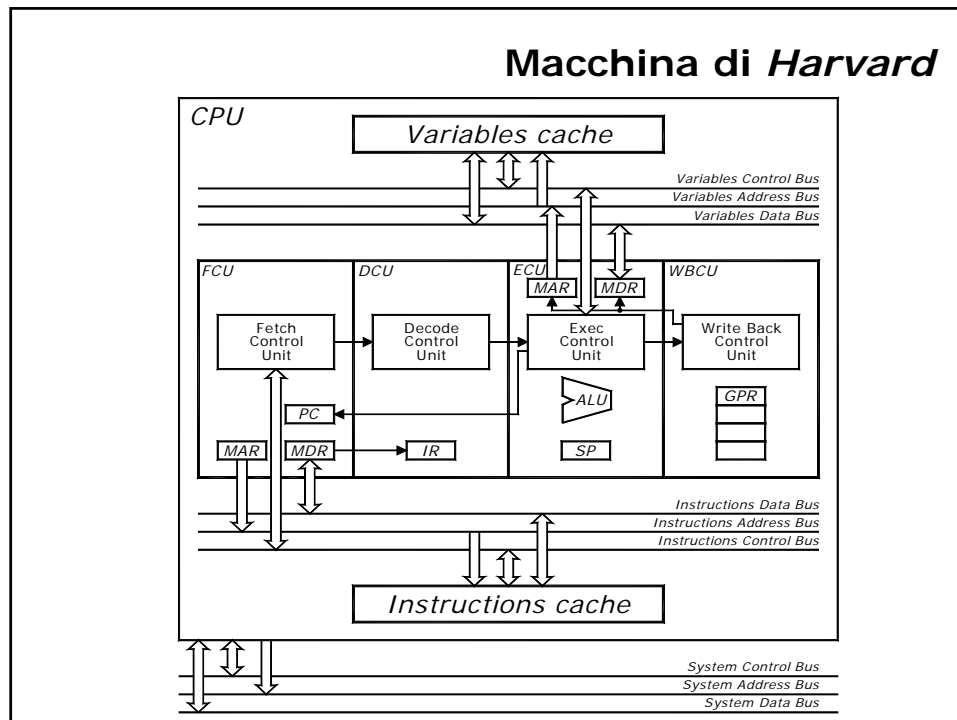 Macchina di Harvard
CPU
Variables cache
Variables Control Bus
Variables Address Bus
Variables Data Bus
FCU
DCU
ECU
WBCU
MAR
MDR
Fetch
Control
Unit
Decode
Control
Unit
Exec
Control
Unit
Write Back
Control
Unit
ALU
GPR
PC
MAR
MDR
IR
SP
Instructions Data Bus
Instructions Address Bus
Instructions Control Bus
Instructions cache
System Control Bus
System Address Bus
System Data Bus